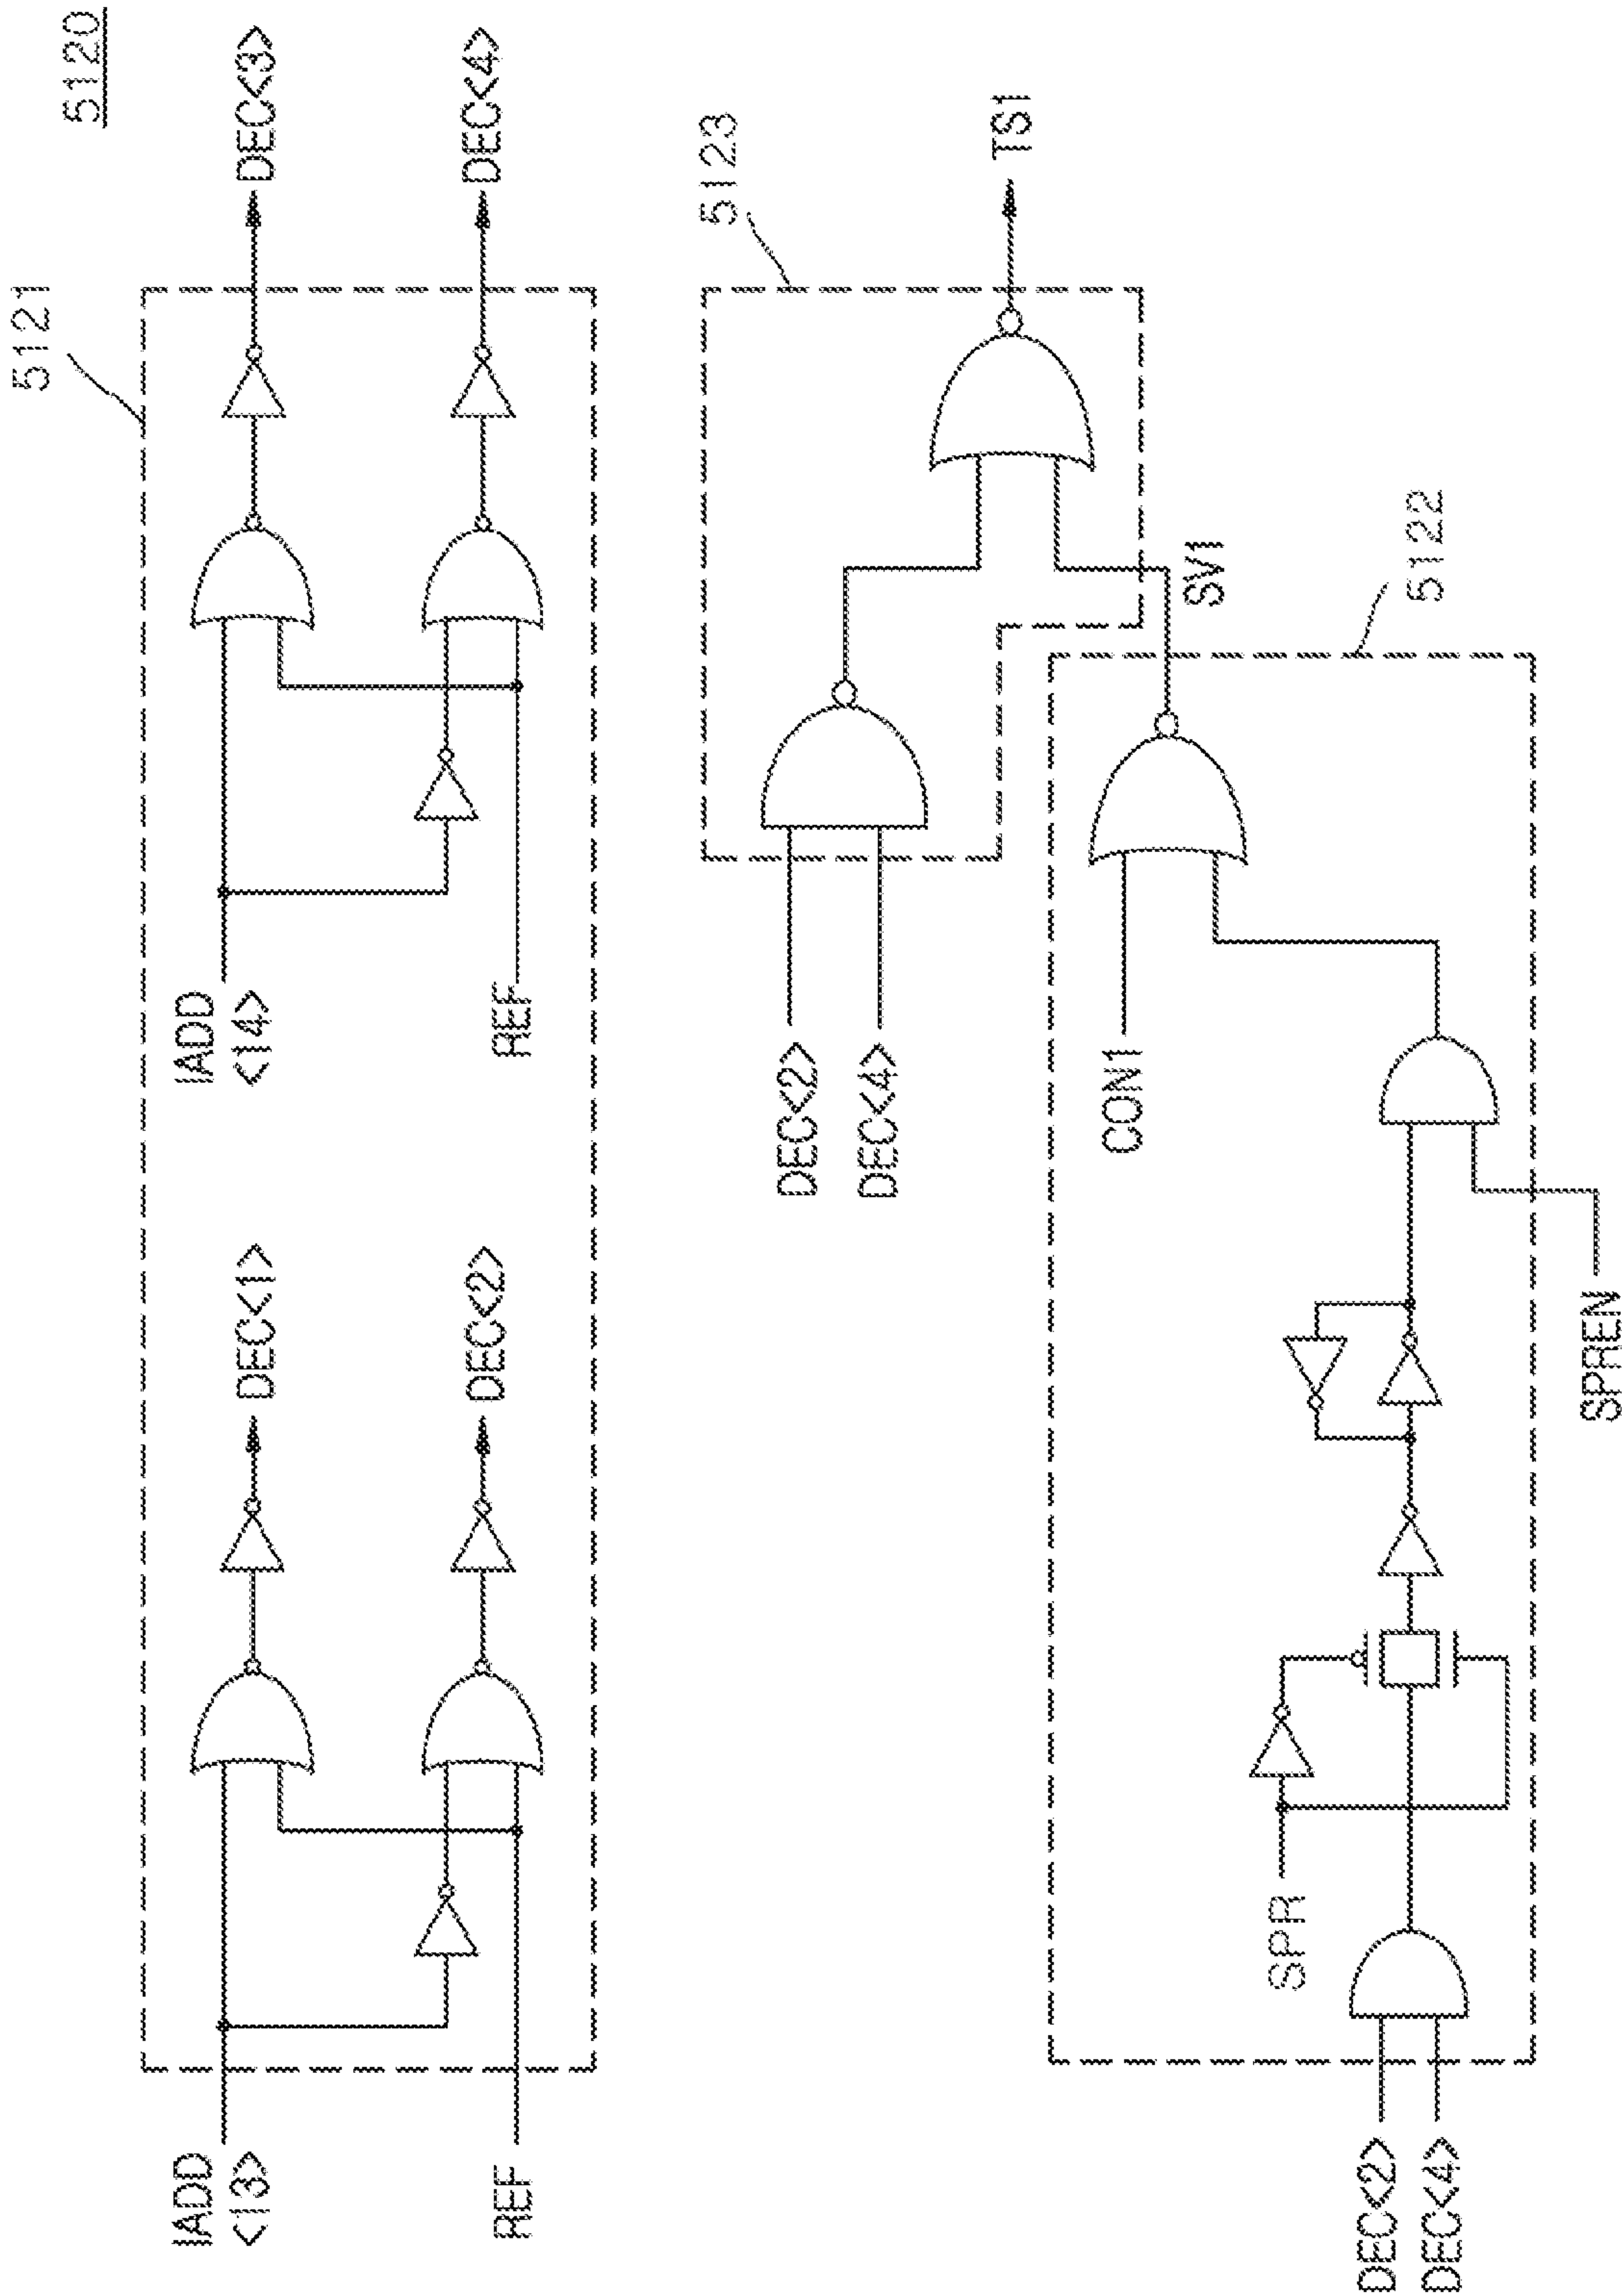 5120
5121
IADD
<13>
REF
DEC<1>
DEC<2>
IADD
<14>
REF
DEC<3>
DEC<4>
5123
DEC<2>
DEC<4>
TS1
SV1
5122
CON1
SPR
DEC<2>
DEC<4>
SPREN